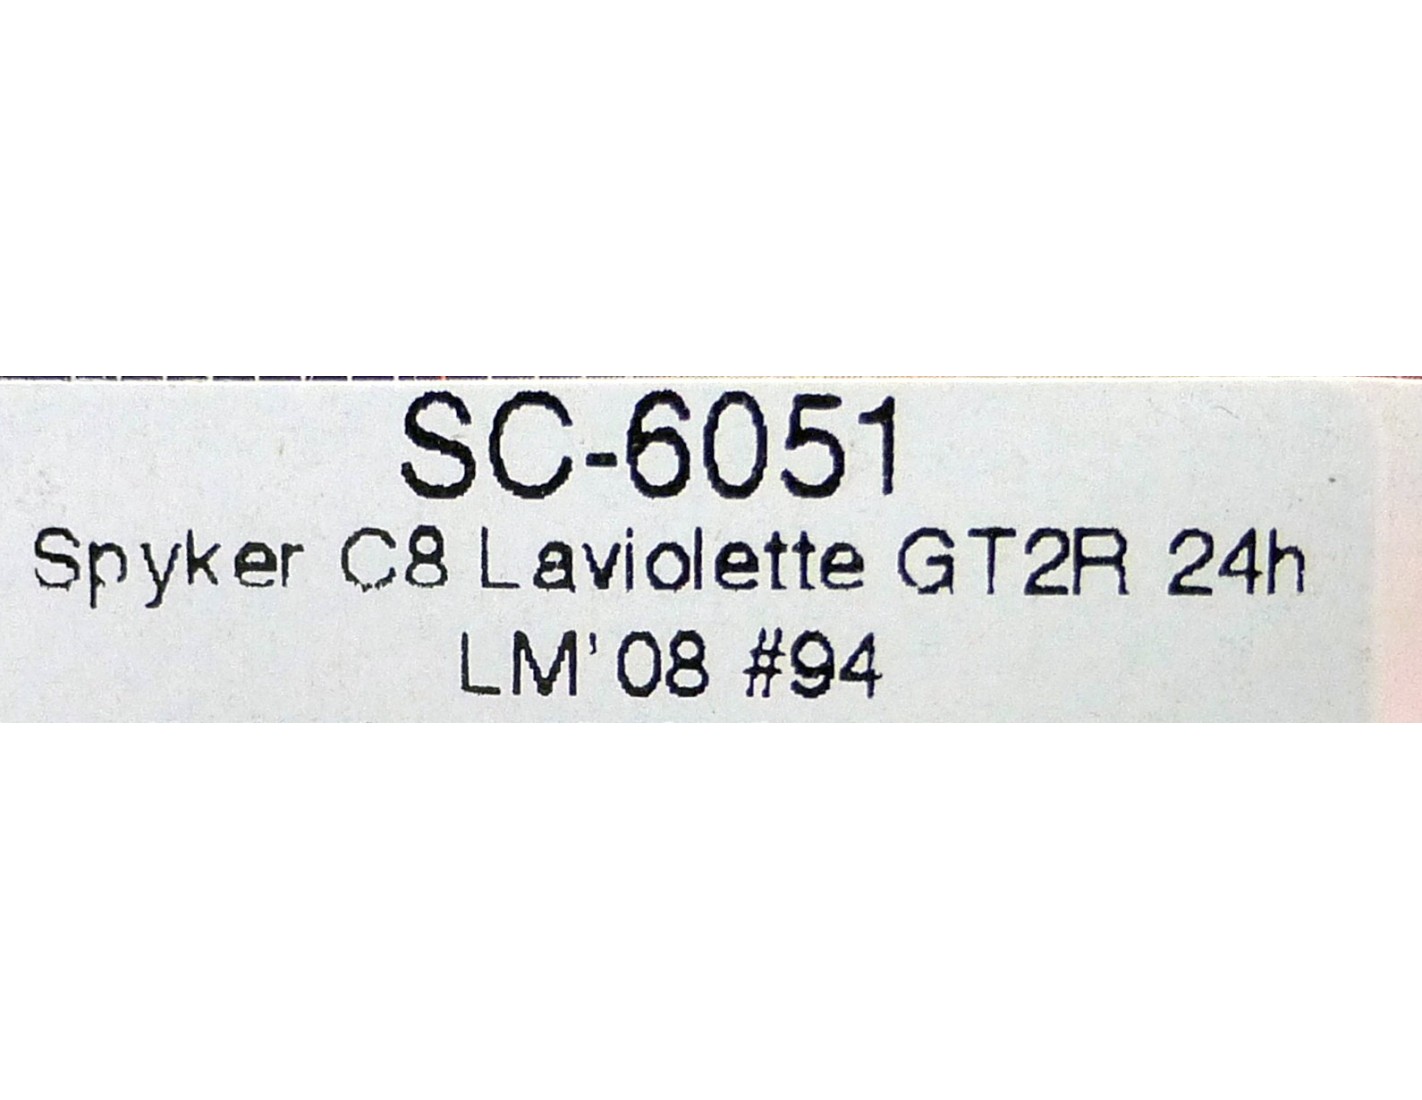 SC-6051
Spyker C8 Laviolette GT2R 24h
LM'08 #94